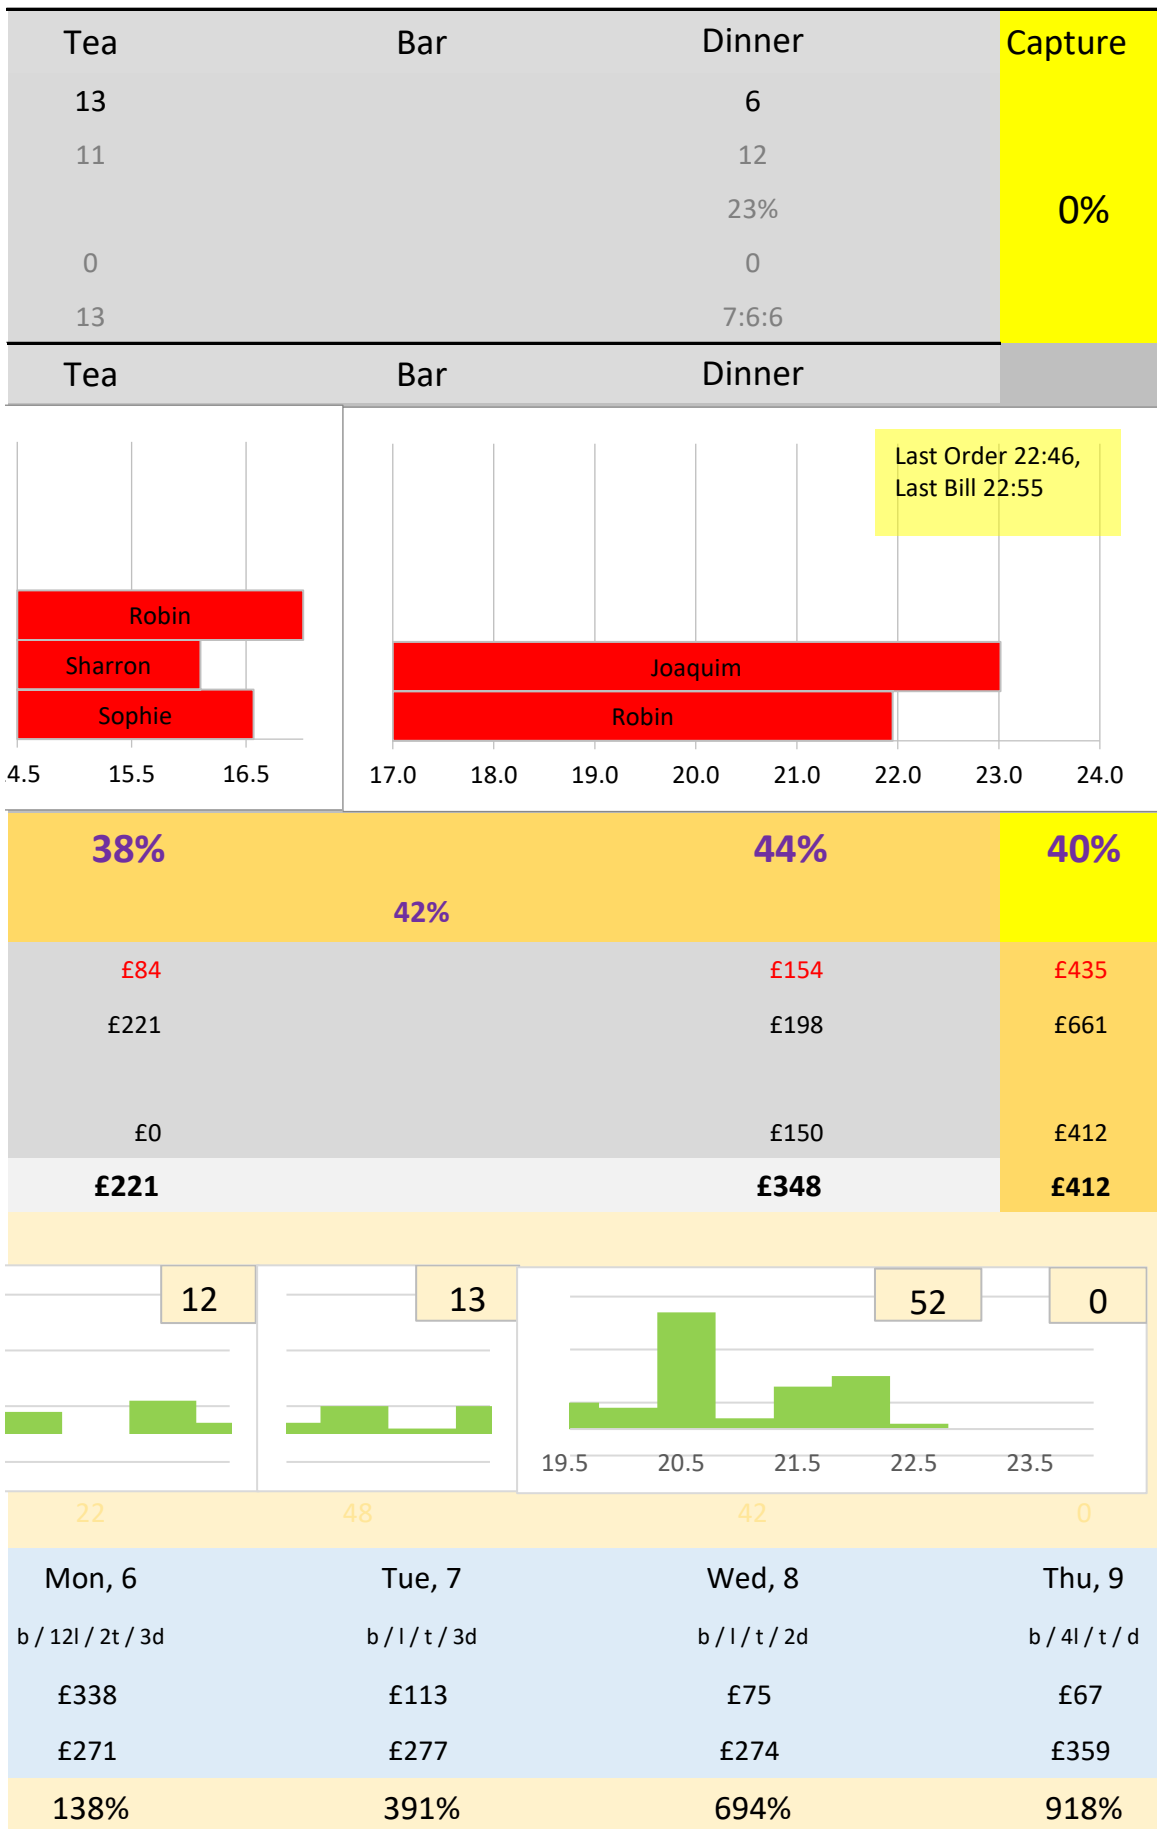 Tea Bar Dinner Capture
13 6
11 12
23%
0%
0 0
13 7:6:6
Tea Bar Dinner
Last Order 22:46,
Last Bill 22:55
Robin
Sharron
Joaquim
Sophie
Robin
4.5 15.5 16.5 17.0 18.0 19.0 20.0 21.0 22.0 23.0 24.0
38% 44% 40%
42%
£84 £154 £435
£221 £198 £661
£0 £150 £412
£221 £348 £412
12 13 52 0
19.5 20.5 21.5 22.5 23.5
22 48 42 0
Mon, 6 Tue, 7 Wed, 8 Thu, 9
b / 12l / 2t / 3d b / l / t / 3d b / l / t / 2d b / 4l / t / d
£338 £113 £75 £67
£271 £277 £274 £359
138% 391% 694% 918%